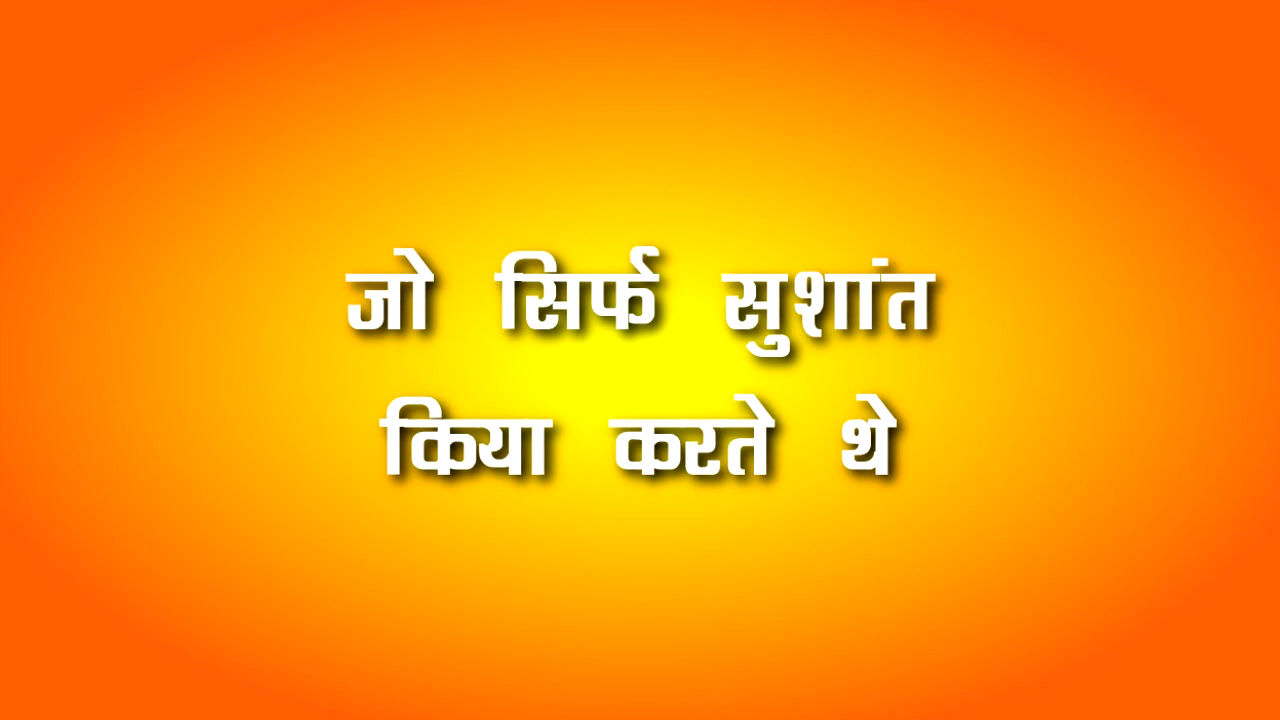 जो सिर्फ सुशांत
किया करते थे